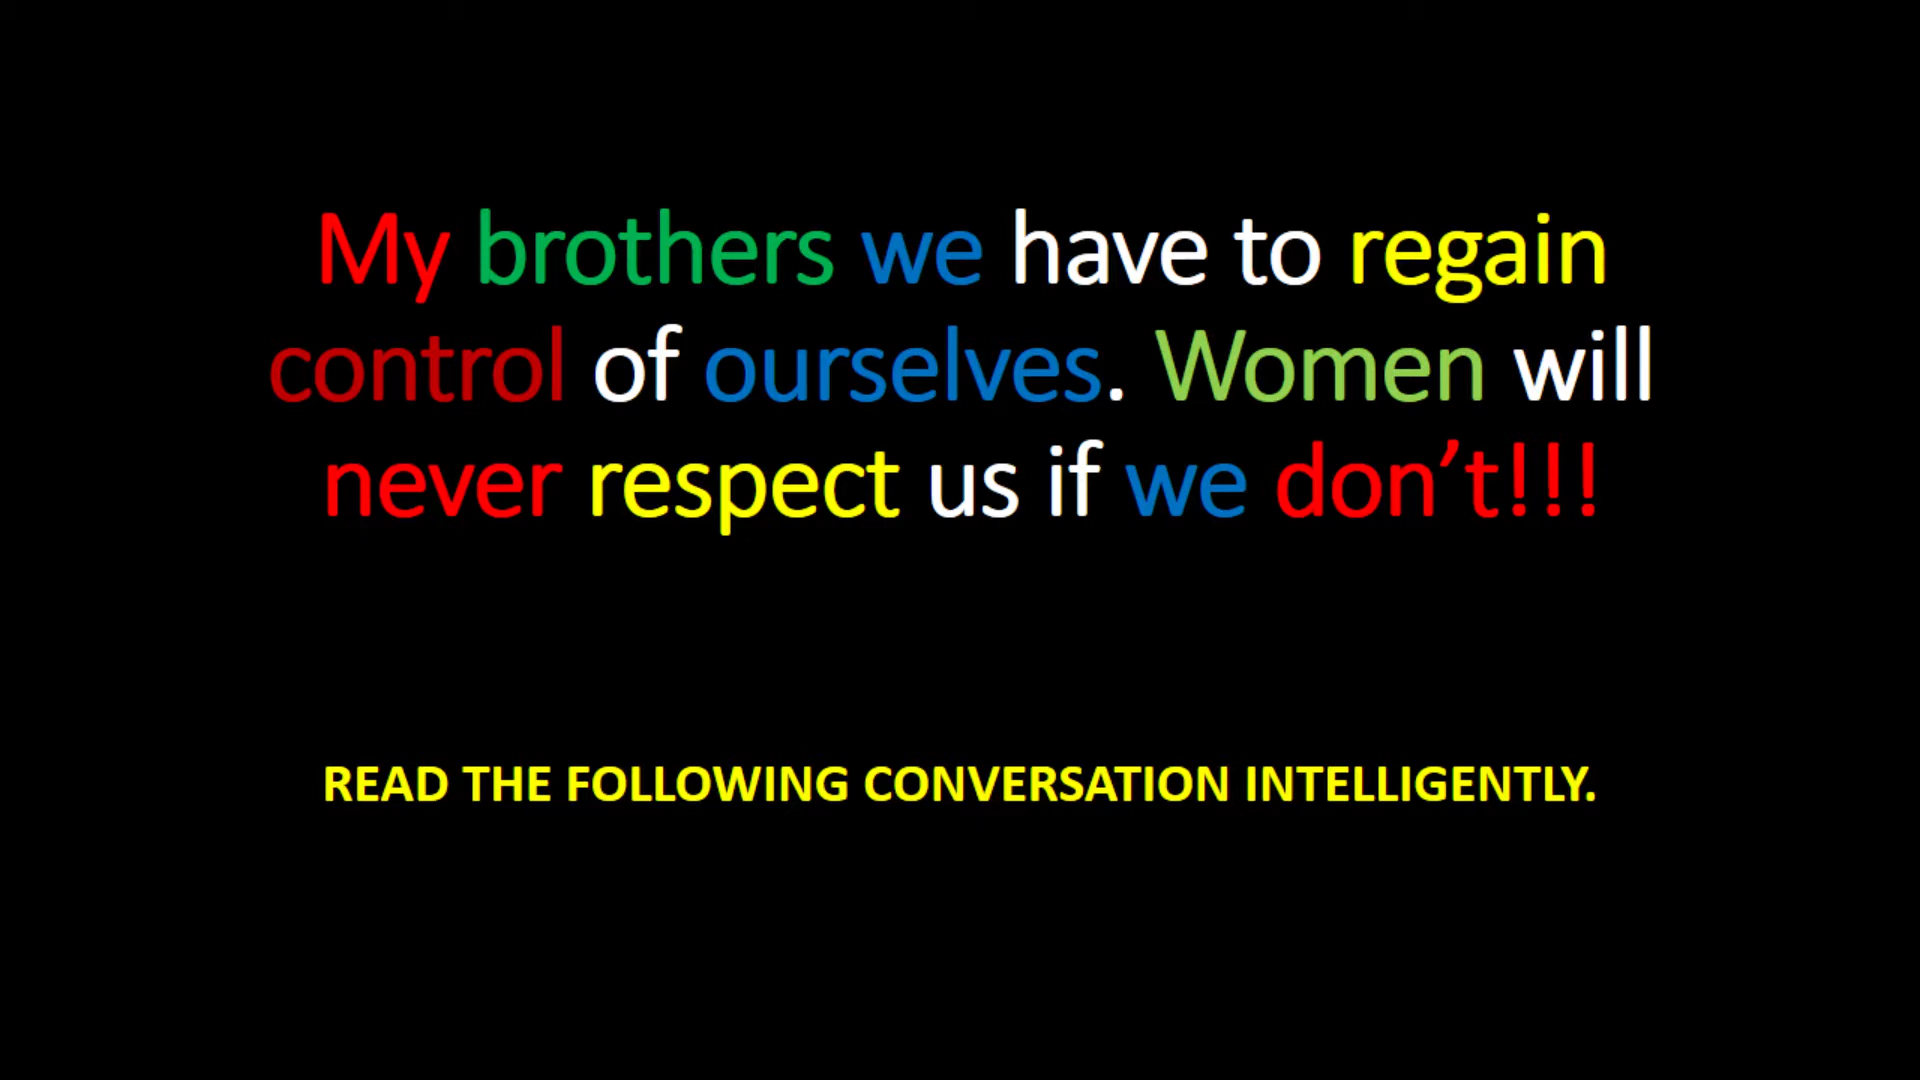 My brothers we have to regain
control of ourselves. Women will
never respect us if we don’t!!!
READ THE FOLLOWING CONVERSATION INTELLIGENTLY.